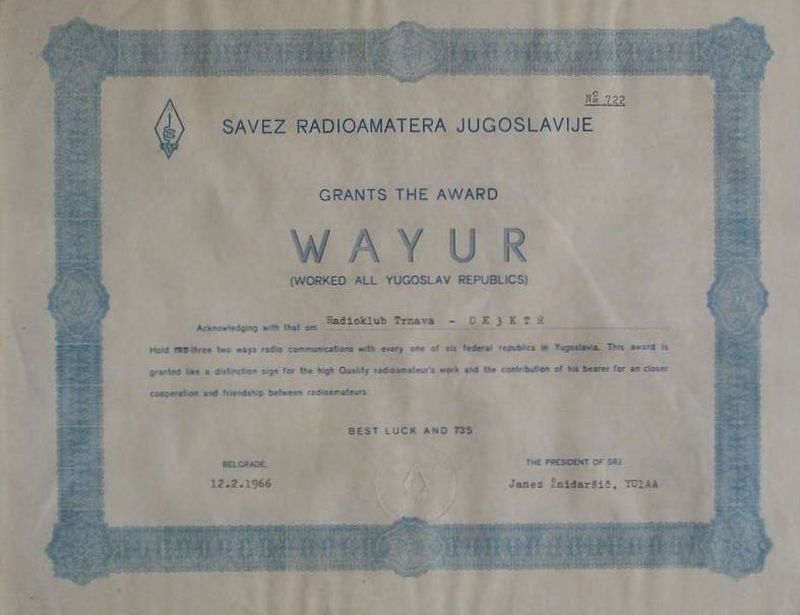 Nº 722
SAVEZ RADIOAMATERA JUGOSLAVIJE
GRANTS THE AWARD
WAYUR
(WORKED ALL YUGOSLAV REPUBLICS)
Acknowledging with that om Radioklub Trnava - OK3KTR
Hold three two ways radio communications with every one of six federal republics in Yugoslavia. This award is
granted like a distinction sign for the high Quality radioamateur's work and the contribution of his bearer for an closer
cooperation and friendship between radioamateurs.
BEST LUCK AND 73'S
BELGRADE
12.2.1966
THE PRESIDENT OF SRJ
Janez Žnidaršič, YU1AA